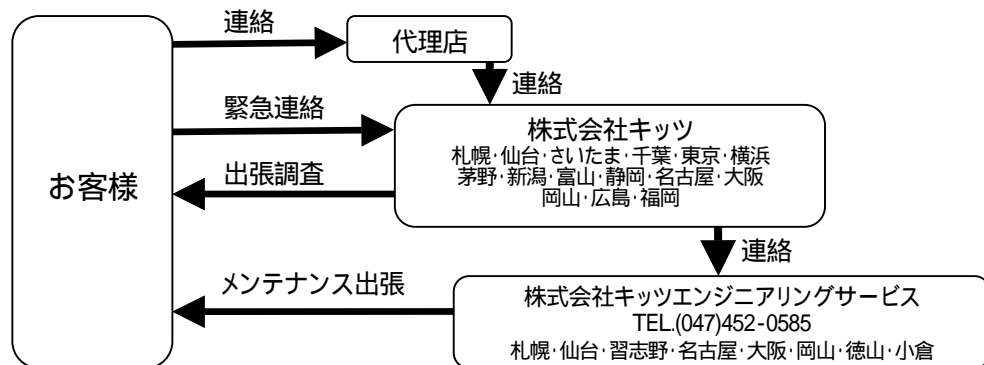 連絡
代理店
連絡
緊急連絡
株式会社キッツ
札幌･仙台･さいたま･千葉･東京･横浜
茅野･新潟･富山･静岡･名古屋･大阪
岡山･広島･福岡
出張調査
お客様
連絡
メンテナンス出張
株式会社キッツエンジニアリングサービス
TEL.(047)452-0585
札幌･仙台･習志野･名古屋･大阪･岡山･徳山･小倉